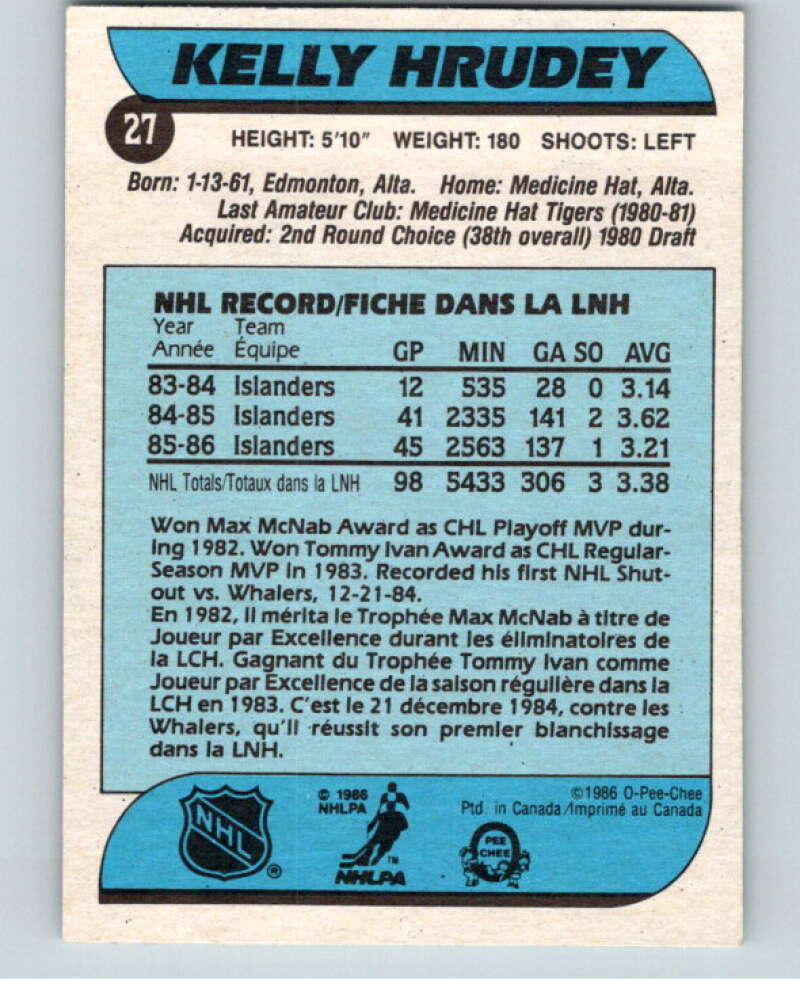 KELLY HRUDEY
27
HEIGHT: 5'10" WEIGHT: 180 SHOOTS: LEFT
Born: 1-13-61, Edmonton, Alta. Home: Medicine Hat, Alta.
Last Amateur Club: Medicine Hat Tigers (1980-81)
Acquired: 2nd Round Choice (38th overall) 1980 Draft
NHL RECORD/FICHE DANS LA LNH
Year Team
Année Équipe GP MIN GA SO AVG
83-84 Islanders 12 535 28 0 3.14
84-85 Islanders 41 2335 141 2 3.62
85-86 Islanders 45 2563 137 1 3.21
NHL Totals/Totaux dans la LNH 98 5433 306 3 3.38
Won Max McNab Award as CHL Playoff MVP dur-
ing 1982. Won Tommy Ivan Award as CHL Regular-
Season MVP in 1983. Recorded his first NHL Shut-
out vs. Whalers, 12-21-84.
En 1982, il mérita le Trophée Max McNab à titre de
Joueur par Excellence durant les éliminatoires de
la LCH. Gagnant du Trophée Tommy Ivan comme
Joueur par Excellence de la saison régulière dans la
LCH en 1983. C'est le 21 décembre 1984, contre les
Whalers, qu'il réussit son premier blanchissage
dans la LNH.
NHL ®
© 1986
NHLPA
™
NHLPA
©1986 O-Pee-Chee
Ptd. in Canada/Imprimé au Canada
PEE
CHEE